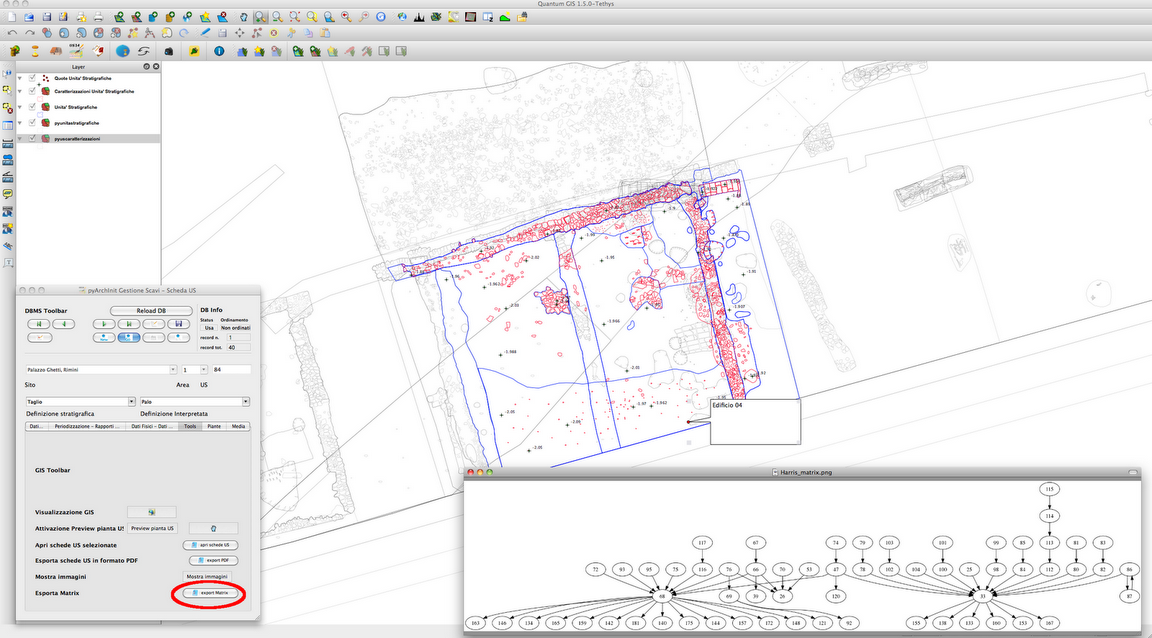 Quantum GIS 1.5.0-Tethys
Layer
Quote Unita' Stratigrafiche
Caratterizzazioni Unita' Stratigrafiche
Unita' Stratigrafiche
pyunitastratigrafiche
pyuscaratterizzazioni
Edificio 04
pyArchInit Gestione Scavi – Scheda US
DBMS Toolbar
Reload DB
DB Info
Status Ordinamento
Usa Non ordinati
record n. 1
record tot. 40
Palazzo Ghetti, Rimini 1 84
Sito Area US
Taglio Palo
Definizione stratigrafica Definizione Interpretata
Dati... Periodizzazione - Rapporti ... Dati Fisici - Dati ... Tools Piante Media
GIS Toolbar
Visualizzazione GIS
Attivazione Preview pianta U! Preview pianta US
Apri schede US selezionate apri schede US
Esporta schede US in formato PDF export PDF
Mostra immagini Mostra immagini
Esporta Matrix export Matrix
Harris_matrix.png
115
114
117 67 74 79 103 101 99 85 113 81 83
72 93 95 75 116 76 66 70 53 47 78 102 104 100 25 98 84 112 80 82 86
68 69 39 26 120 33 87
163 146 134 165 159 142 181 140 175 144 157 172 148 121 92 155 138 133 160 153 167